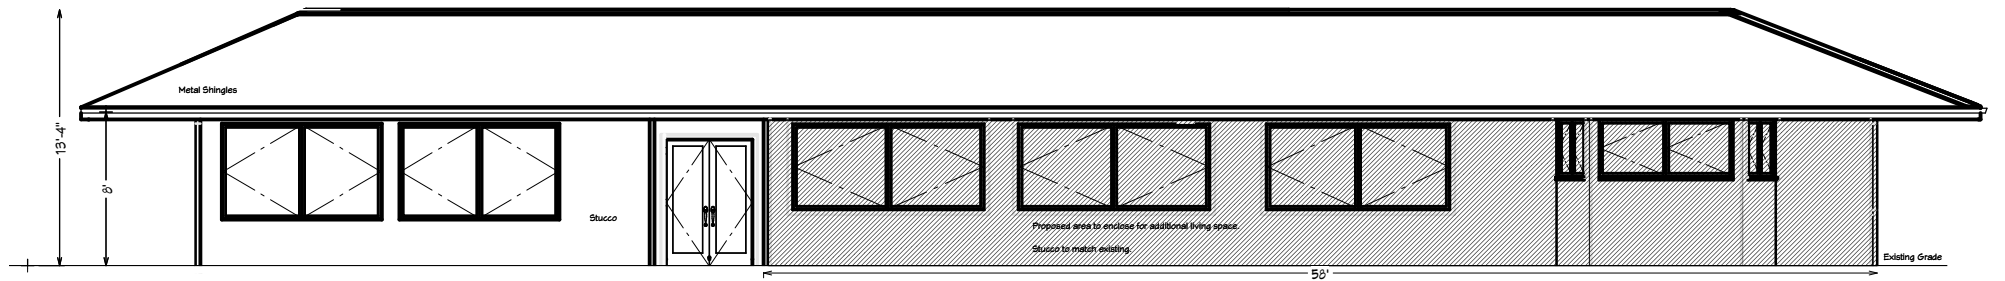 Metal Shingles
13'-4"
8'
Stucco
Proposed area to enclose for additional living space.
Stucco to match existing.
Existing Grade
58'